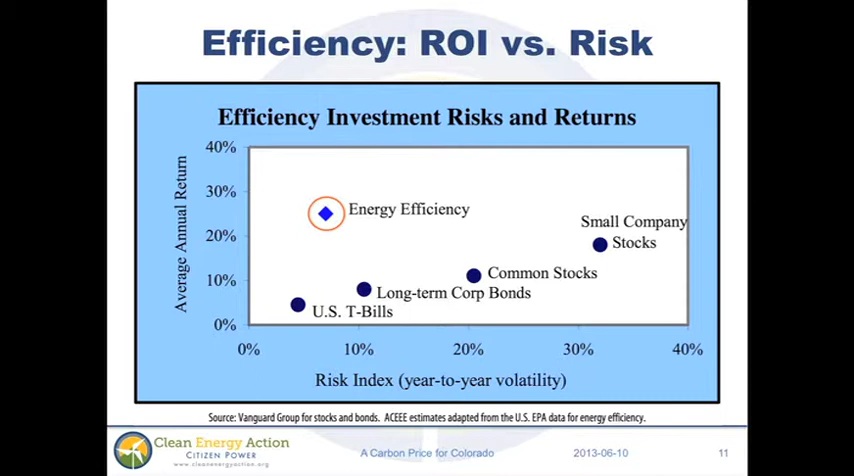 Efficiency: ROI vs. Risk
Efficiency Investment Risks and Returns
40%
30%
20%
10%
0%
Average Annual Return
Energy Efficiency
Small Company
Stocks
Common Stocks
Long-term Corp Bonds
U.S. T-Bills
0%
10%
20%
30%
40%
Risk Index (year-to-year volatility)
Source: Vanguard Group for stocks and bonds. ACEEE estimates adapted from the U.S. EPA data for energy efficiency.
Clean Energy Action
CITIZEN POWER
www.cleanenergyaction.org
A Carbon Price for Colorado
2013-06-10
11